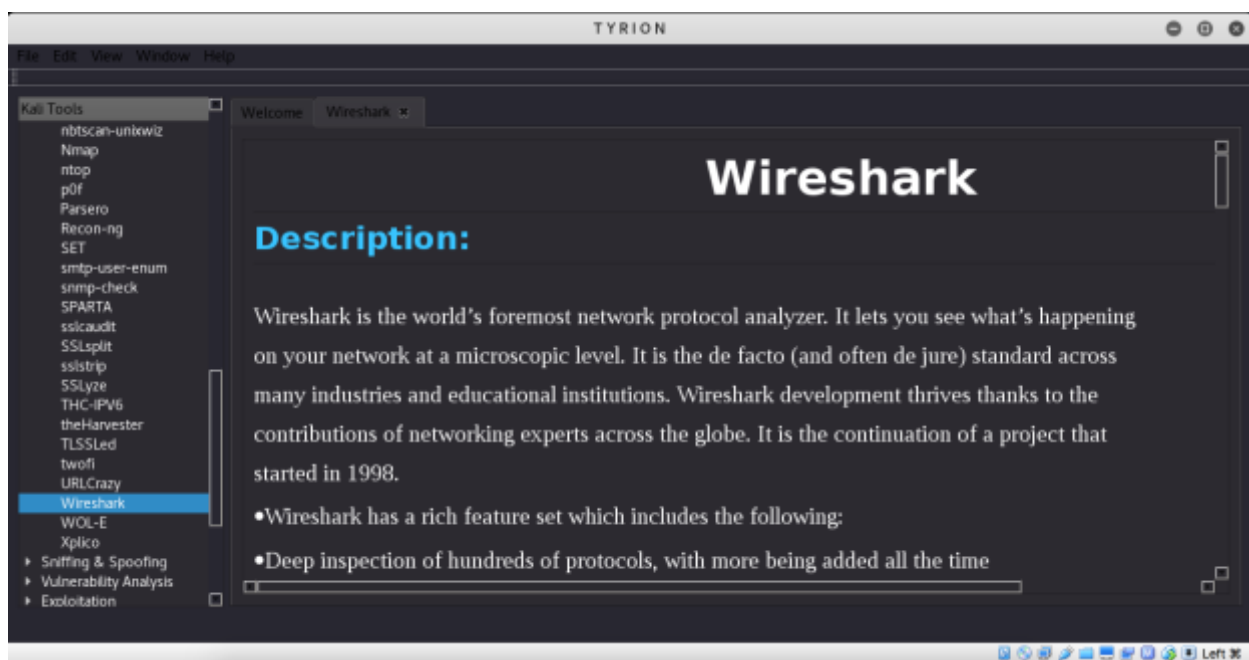 TYRION
File Edit View Window Help
Kali Tools
nbtscan-unixwiz
Nmap
ntop
p0f
Parsero
Recon-ng
SET
smtp-user-enum
snmp-check
SPARTA
sslcaudit
SSLsplit
sslstrip
SSLyze
THC-IPV6
theHarvester
TLSSLed
twofi
URLCrazy
Wireshark
WOL-E
Xplico
Sniffing & Spoofing
Vulnerability Analysis
Exploitation
Welcome Wireshark
Wireshark
Description:
Wireshark is the world’s foremost network protocol analyzer. It lets you see what’s happening
on your network at a microscopic level. It is the de facto (and often de jure) standard across
many industries and educational institutions. Wireshark development thrives thanks to the
contributions of networking experts across the globe. It is the continuation of a project that
started in 1998.
•Wireshark has a rich feature set which includes the following:
•Deep inspection of hundreds of protocols, with more being added all the time
Left ⌘